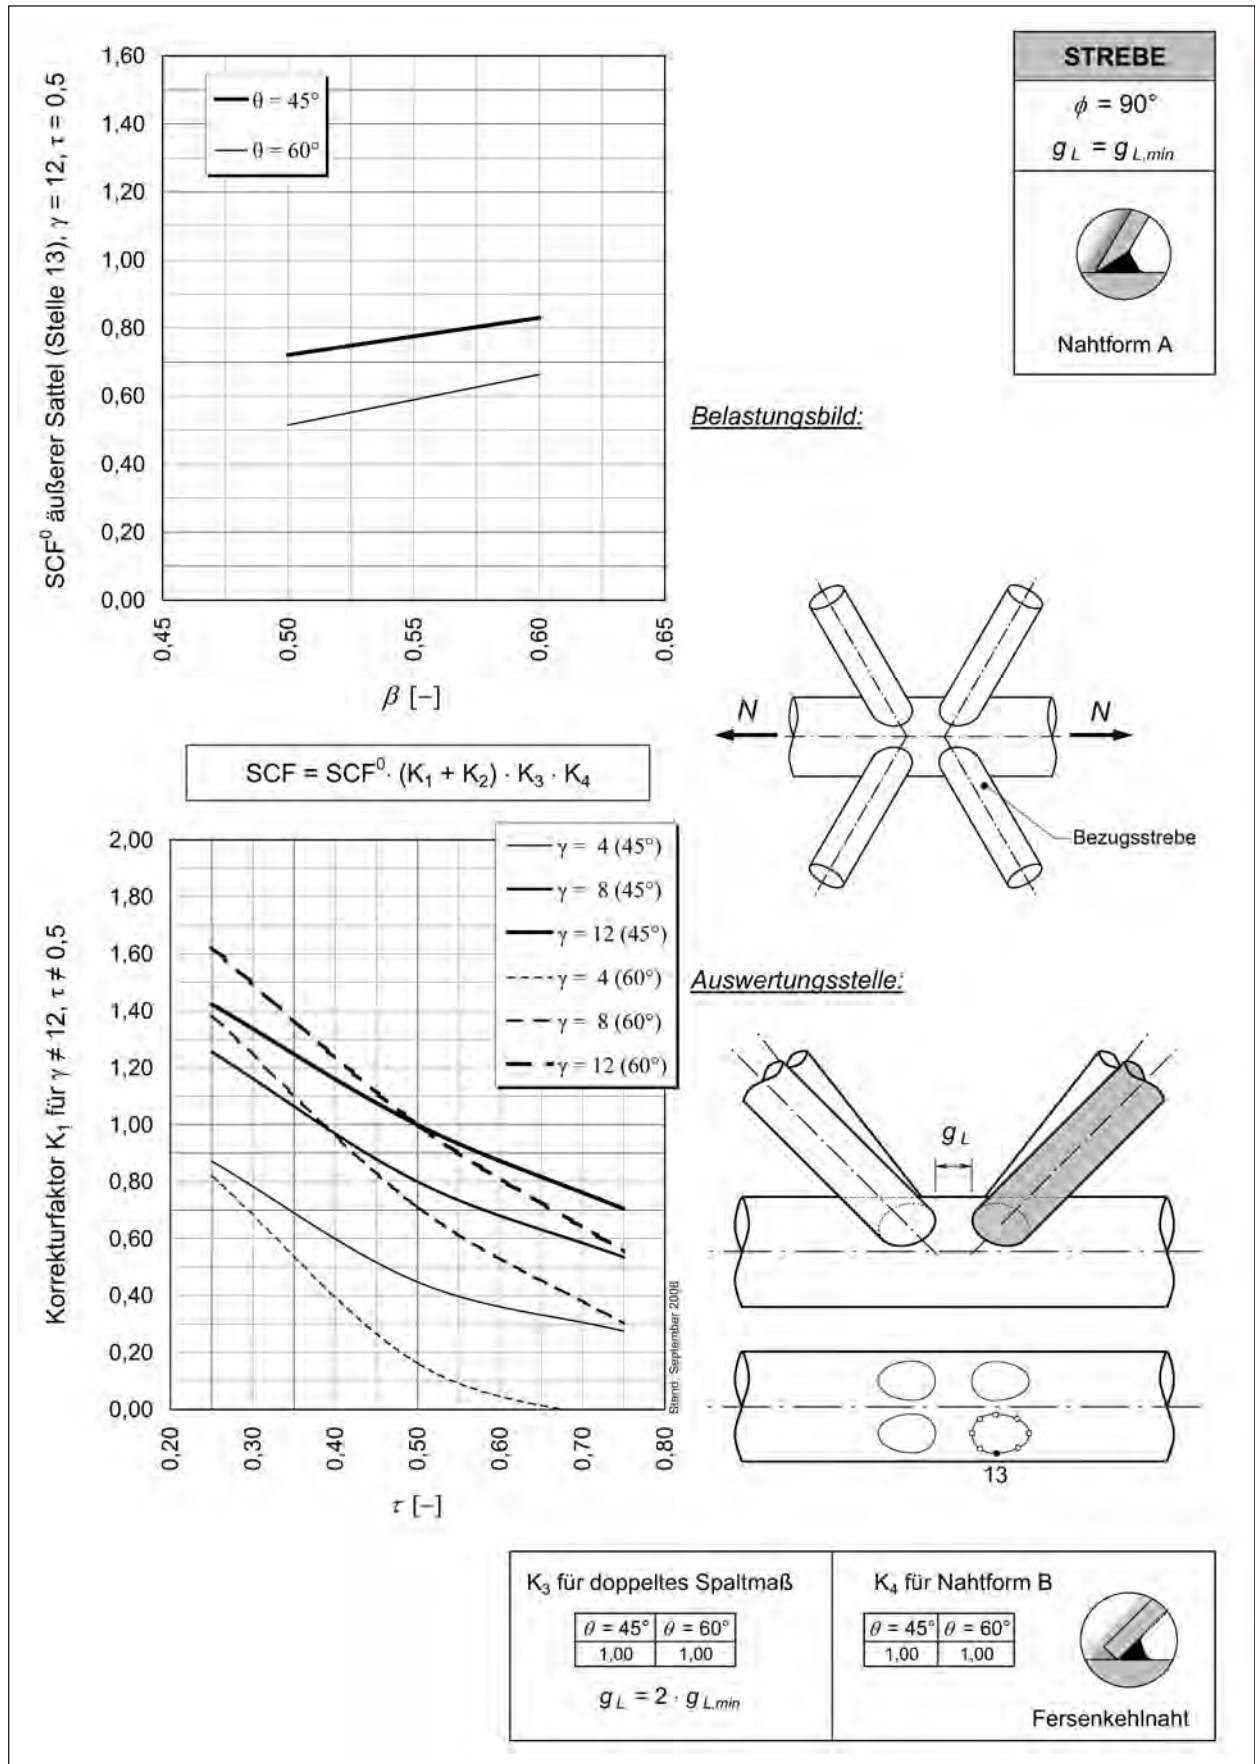 SCF⁰ äußerer Sattel (Stelle 13), γ = 12, τ = 0,5
1,60
1,40
1,20
1,00
0,80
0,60
0,40
0,20
0,00
θ = 45°
θ = 60°
0,45
0,50
0,55
0,60
0,65
β [−]
STREBE
ϕ = 90°
g L = g L,min
Nahtform A
Belastungsbild:
N
N
Bezugsstrebe
SCF = SCF⁰ · (K₁ + K₂) · K₃ · K₄
Korrekturfaktor K₁ für γ ≠ 12, τ ≠ 0,5
2,00
1,80
1,60
1,40
1,20
1,00
0,80
0,60
0,40
0,20
0,00
γ = 4 (45°)
γ = 8 (45°)
γ = 12 (45°)
γ = 4 (60°)
γ = 8 (60°)
γ = 12 (60°)
0,20
0,30
0,40
0,50
0,60
0,70
0,80
τ [−]
Stand: September 2008
Auswertungsstelle:
g L
13
K₃ für doppeltes Spaltmaß
θ = 45° θ = 60°
1,00 1,00
g L = 2 · g L,min
K₄ für Nahtform B
θ = 45° θ = 60°
1,00 1,00
Fersenkehlnaht